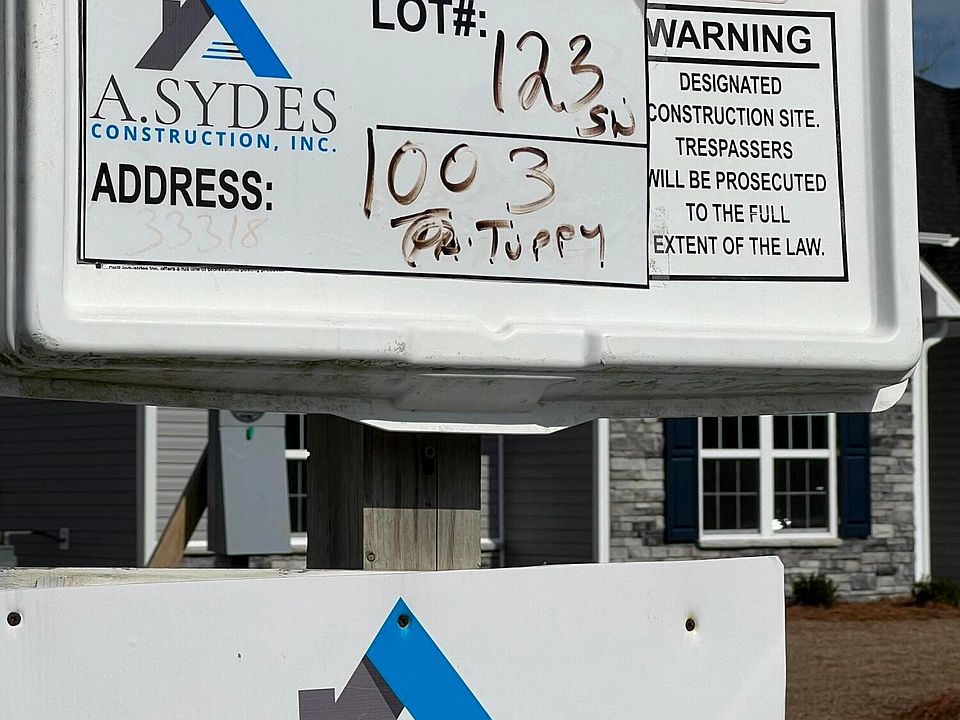 LOT#:
123
SN
A.SYDES
CONSTRUCTION, INC.
ADDRESS:
1003
TUPPY
33318
WARNING
DESIGNATED
CONSTRUCTION SITE.
TRESPASSERS
WILL BE PROSECUTED
TO THE FULL
EXTENT OF THE LAW.